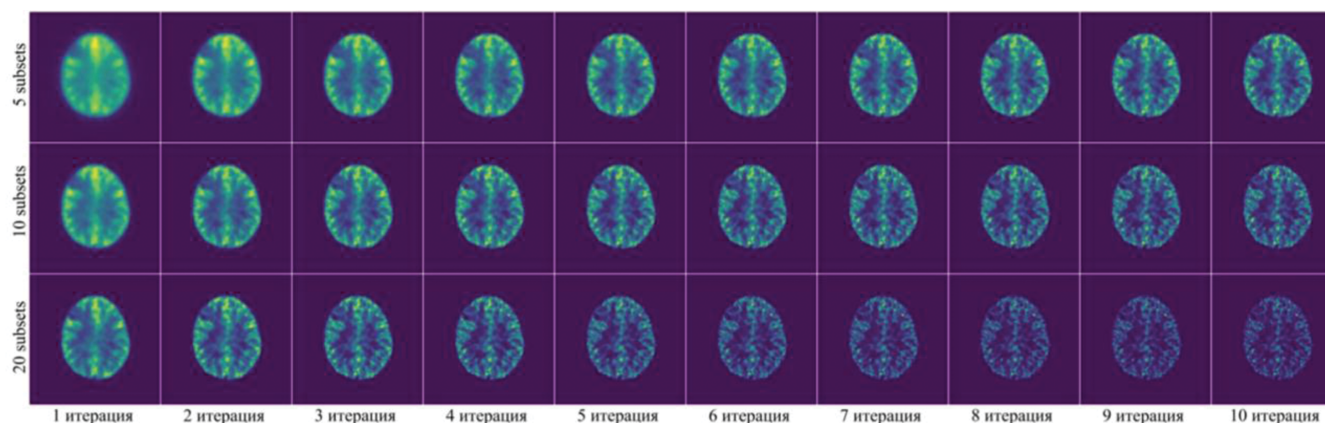 5 subsets
10 subsets
20 subsets
1 итерация 2 итерация 3 итерация 4 итерация 5 итерация 6 итерация 7 итерация 8 итерация 9 итерация 10 итерация